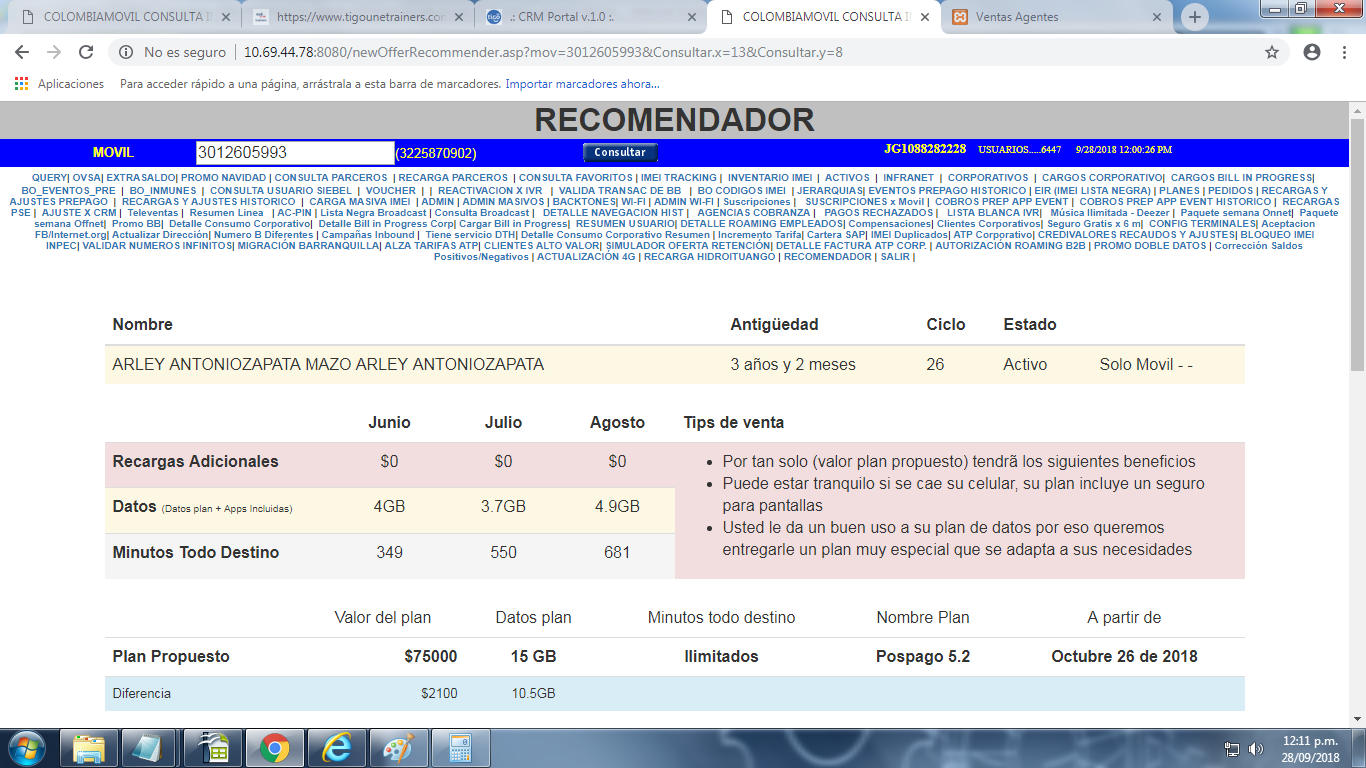 COLOMBIAMOVIL CONSULTA I
https://www.tigounetrainers.com
.: CRM Portal v.1.0 :.
COLOMBIAMOVIL CONSULTA I
Ventas Agentes
No es seguro | 10.69.44.78:8080/newOfferRecommender.asp?mov=3012605993&Consultar.x=13&Consultar.y=8
Aplicaciones Para acceder rápido a una página, arrástrala a esta barra de marcadores. Importar marcadores ahora...
RECOMENDADOR
MOVIL 3012605993 (3225870902) Consultar JG1088282228 USUARIOS.....6447 9/28/2018 12:00:26 PM
QUERY| OVSA| EXTRASALDO| PROMO NAVIDAD | CONSULTA PARCEROS | RECARGA PARCEROS | CONSULTA FAVORITOS | IMEI TRACKING | INVENTARIO IMEI | ACTIVOS | INFRANET | CORPORATIVOS | CARGOS CORPORATIVO| CARGOS BILL IN PROGRESS|
BO_EVENTOS_PRE | BO_INMUNES | CONSULTA USUARIO SIEBEL | VOUCHER | | REACTIVACION X IVR | VALIDA TRANSAC DE BB | BO CODIGOS IMEI | JERARQUIAS| EVENTOS PREPAGO HISTORICO | EIR (IMEI LISTA NEGRA) | PLANES | PEDIDOS | RECARGAS Y
AJUSTES PREPAGO | RECARGAS Y AJUSTES HISTORICO | CARGA MASIVA IMEI | ADMIN | ADMIN MASIVOS | BACKTONES| WI-FI | ADMIN WI-FI | Suscripciones | SUSCRIPCIONES x Movil | COBROS PREP APP EVENT | COBROS PREP APP EVENT HISTORICO | RECARGAS
PSE | AJUSTE X CRM | Televentas | Resumen Linea | AC-PIN | Lista Negra Broadcast | Consulta Broadcast | DETALLE NAVEGACION HIST | AGENCIAS COBRANZA | PAGOS RECHAZADOS | LISTA BLANCA IVR| Música Ilimitada - Deezer | Paquete semana Onnet| Paquete
semana Offnet| Promo BB| Detalle Consumo Corporativo| Detalle Bill in Progress Corp| Cargar Bill in Progress| RESUMEN USUARIO| DETALLE ROAMING EMPLEADOS| Compensaciones| Clientes Corporativos| Seguro Gratis x 6 m| CONFIG TERMINALES| Aceptacion
FB/Internet.org| Actualizar Dirección| Numero B Diferentes | Campañas Inbound | Tiene servicio DTH| Detalle Consumo Corporativo Resumen | Incremento Tarifa| Cartera SAP| IMEI Duplicados| ATP Corporativo| CREDIVALORES RECAUDOS Y AJUSTES| BLOQUEO IMEI
INPEC| VALIDAR NUMEROS INFINITOS| MIGRACIÓN BARRANQUILLA| ALZA TARIFAS ATP| CLIENTES ALTO VALOR| SIMULADOR OFERTA RETENCIÓN| DETALLE FACTURA ATP CORP. | AUTORIZACIÓN ROAMING B2B | PROMO DOBLE DATOS | Corrección Saldos
Positivos/Negativos | ACTUALIZACIÓN 4G | RECARGA HIDROITUANGO | RECOMENDADOR | SALIR |
Nombre Antigüedad Ciclo Estado
ARLEY ANTONIOZAPATA MAZO ARLEY ANTONIOZAPATA 3 años y 2 meses 26 Activo Solo Movil - -
Junio Julio Agosto Tips de venta
Recargas Adicionales $0 $0 $0
Datos (Datos plan + Apps Incluidas) 4GB 3.7GB 4.9GB
Minutos Todo Destino 349 550 681
• Por tan solo (valor plan propuesto) tendrã los siguientes beneficios
• Puede estar tranquilo si se cae su celular, su plan incluye un seguro
para pantallas
• Usted le da un buen uso a su plan de datos por eso queremos
entregarle un plan muy especial que se adapta a sus necesidades
Valor del plan Datos plan Minutos todo destino Nombre Plan A partir de
Plan Propuesto $75000 15 GB Ilimitados Pospago 5.2 Octubre 26 de 2018
Diferencia $2100 10.5GB
12:11 p.m.
28/09/2018